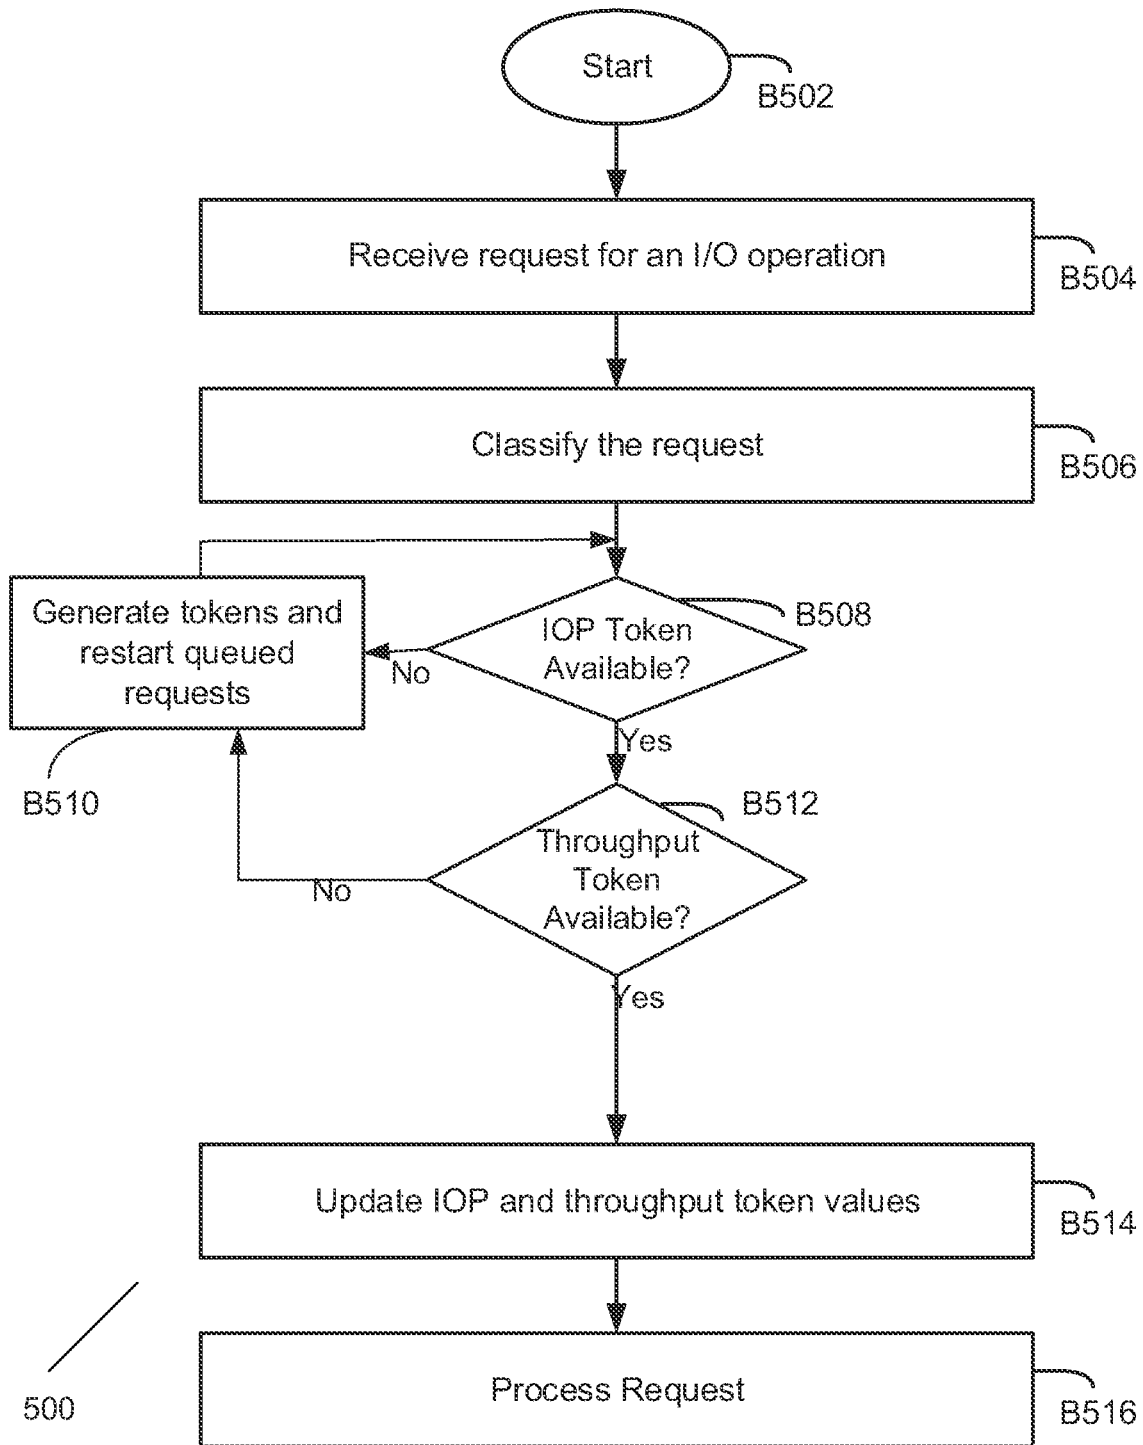 Start
B502
Receive request for an I/O operation
B504
Classify the request
B506
Generate tokens and
restart queued
requests
B510
No
IOP Token
Available?
B508
Yes
Throughput
Token
Available?
B512
No
Yes
Update IOP and throughput token values
B514
Process Request
B516
500